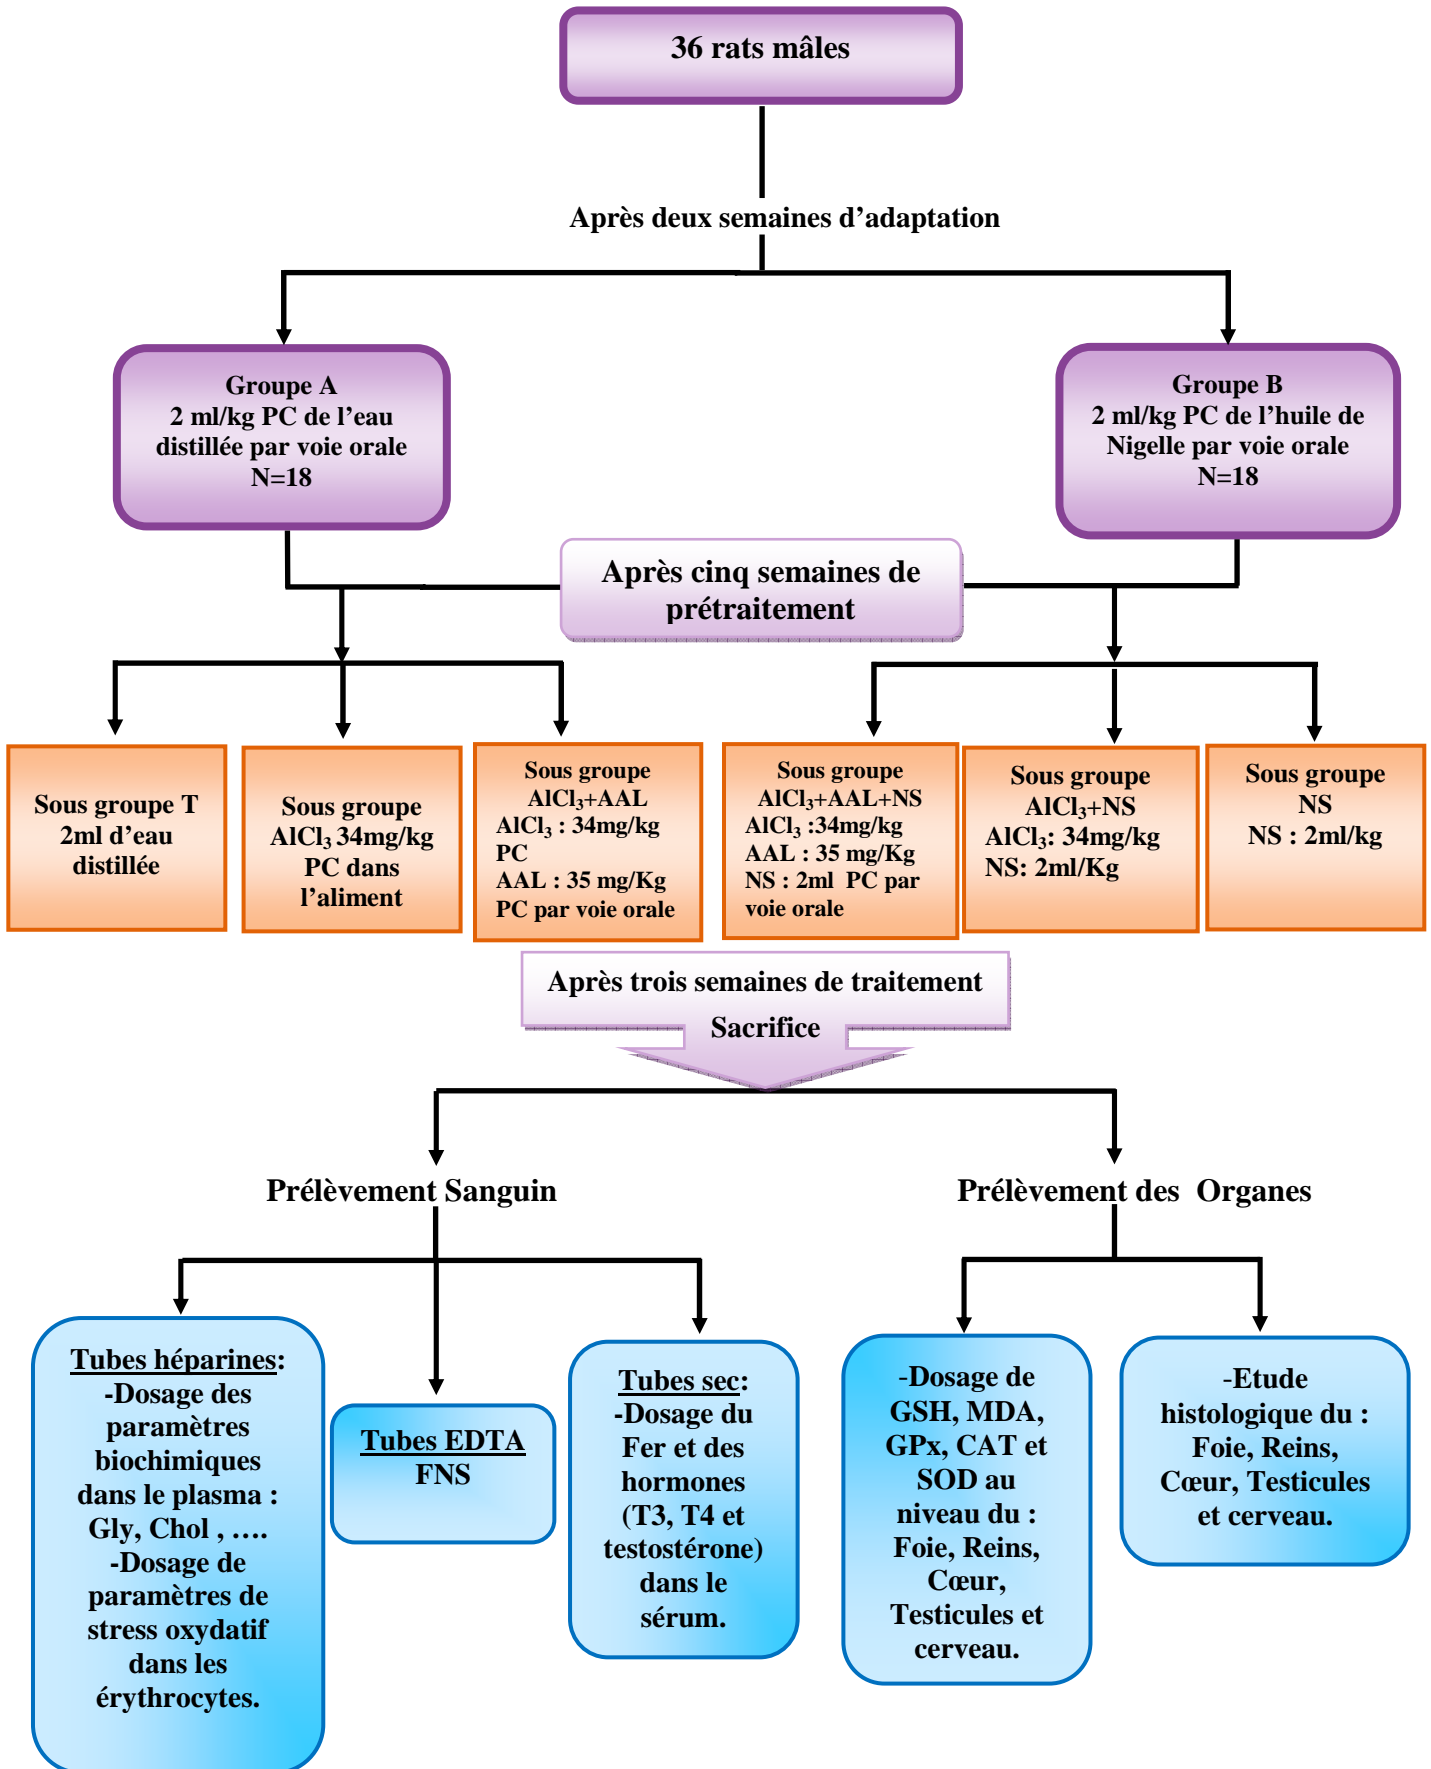 36 rats mâles
Après deux semaines d’adaptation
Groupe A
2 ml/kg PC de l’eau
distillée par voie orale
N=18
Groupe B
2 ml/kg PC de l’huile de
Nigelle par voie orale
N=18
Après cinq semaines de
prétraitement
Sous groupe T
2ml d’eau
distillée
Sous groupe
AlCl₃ 34mg/kg
PC dans
l’aliment
Sous groupe
AlCl₃+AAL
AlCl₃ : 34mg/kg
PC
AAL : 35 mg/Kg
PC par voie orale
Sous groupe
AlCl₃+AAL+NS
AlCl₃ :34mg/kg
AAL : 35 mg/Kg
NS : 2ml  PC par
voie orale
Sous groupe
AlCl₃+NS
AlCl₃: 34mg/kg
NS: 2ml/Kg
Sous groupe
NS
NS : 2ml/kg
Après trois semaines de traitement
Sacrifice
Prélèvement Sanguin
Prélèvement des  Organes
Tubes héparines:
-Dosage des
paramètres
biochimiques
dans le plasma :
Gly, Chol , ….
-Dosage de
paramètres de
stress oxydatif
dans les
érythrocytes.
Tubes EDTA
FNS
Tubes sec:
-Dosage du
Fer et des
hormones
(T3, T4 et
testostérone)
dans le
sérum.
-Dosage de
GSH, MDA,
GPx, CAT et
SOD au
niveau du :
Foie, Reins,
Cœur,
Testicules et
cerveau.
-Etude
histologique du :
Foie, Reins,
Cœur, Testicules
et cerveau.